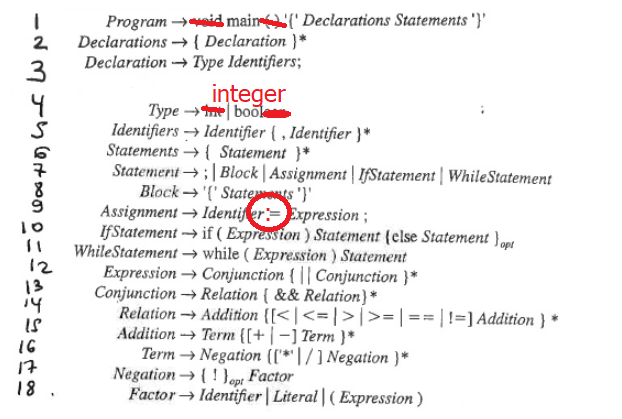 1 Program → void main ( ) '{' Declarations Statements '}'
2 Declarations → { Declaration }*
3 Declaration → Type Identifiers;
integer
4 Type → int | boolean
5 Identifiers → Identifier { , Identifier }*
6 Statements → { Statement }*
7 Statement → ; | Block | Assignment | IfStatement | WhileStatement
8 Block → '{' Statements '}'
9 Assignment → Identifier := Expression ;
10 IfStatement → if ( Expression ) Statement {else Statement }opt
11 WhileStatement → while ( Expression ) Statement
12 Expression → Conjunction { || Conjunction }*
13 Conjunction → Relation { && Relation}*
14 Relation → Addition {[< | <= | > | >= | == | !=] Addition } *
15 Addition → Term {[+ | −] Term }*
16 Term → Negation {['*' | / ] Negation }*
17 Negation → { ! }opt Factor
18 Factor → Identifier | Literal | ( Expression )